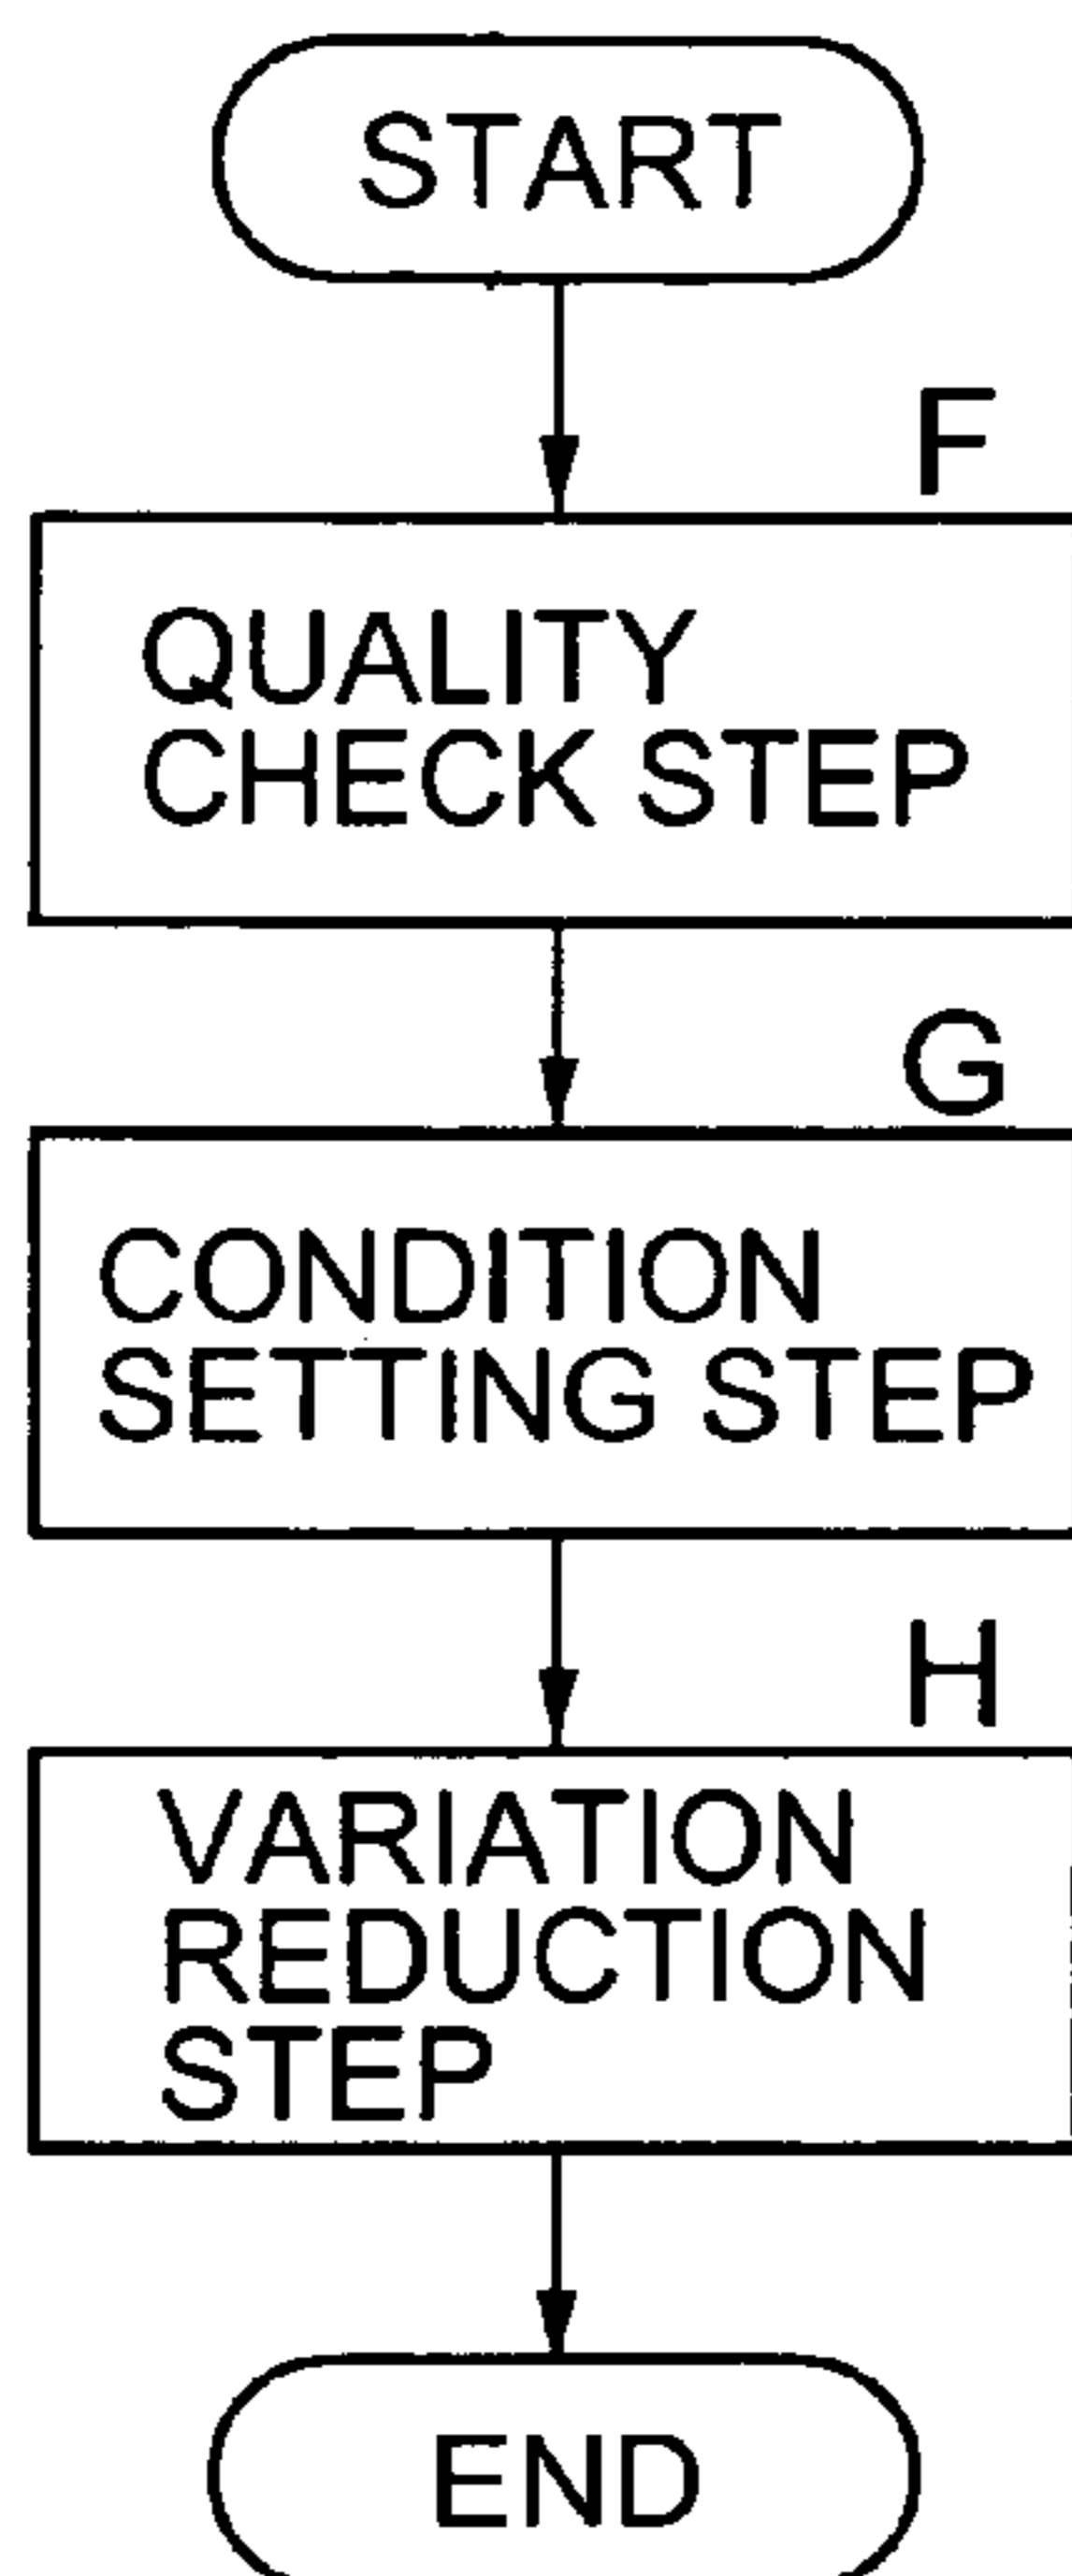 START
F
QUALITY
CHECK STEP
G
CONDITION
SETTING STEP
H
VARIATION
REDUCTION
STEP
END